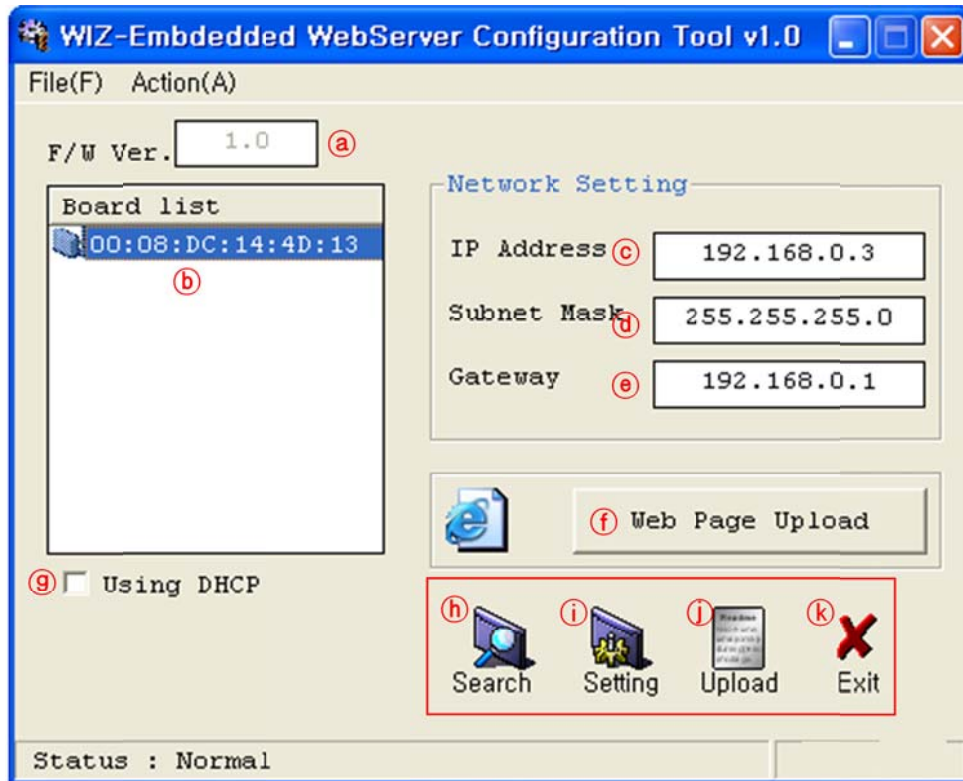 WIZ-Embdedded WebServer Configuration Tool v1.0
File(F) Action(A)
F/W Ver. 1.0 ⓐ
Board list
00:08:DC:14:4D:13
ⓑ
Network Setting
IP Address ⓒ 192.168.0.3
Subnet Mask ⓓ 255.255.255.0
Gateway ⓔ 192.168.0.1
ⓕ Web Page Upload
ⓖ Using DHCP
ⓗ ⓘ ⓙ ⓚ
Readme
Search Setting Upload Exit
Status : Normal